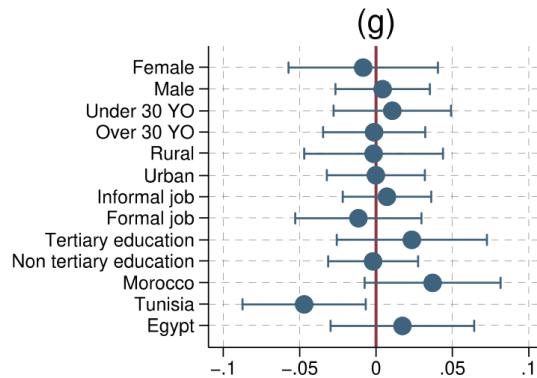 (g)
Female
Male
Under 30 YO
Over 30 YO
Rural
Urban
Informal job
Formal job
Tertiary education
Non tertiary education
Morocco
Tunisia
Egypt
−.1 −.05 0 .05 .1